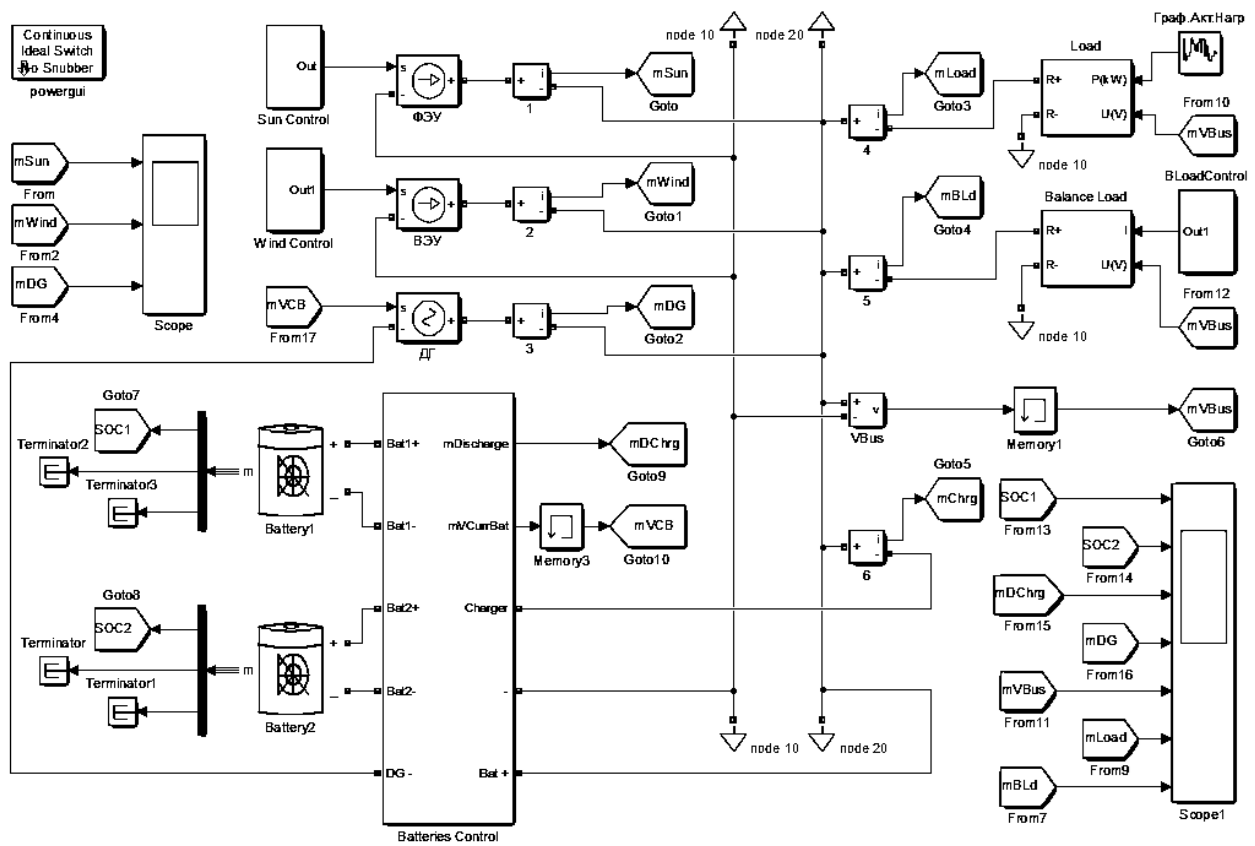 Continuous
Ideal Switch
No Snubber
powergui
Out
Sun Control
s
-
+
ФЭУ
+
i
-
1
mSun
Goto
node 10
node 20
Граф.Акт.Нагр
mLoad
Goto3
+
i
-
4
Load
R+
P(kW)
R-
U(V)
node 10
From10
mVBus
mSun
From
mWind
From2
mDG
From4
Scope
Out1
Wind Control
s
-
+
ВЭУ
+
i
-
2
mWind
Goto1
mBLd
Goto4
+
i
-
5
Balance Load
R+
I
R-
U(V)
node 10
BLoadControl
Out1
From12
mVBus
mVCB
From17
s
-
+
ДГ
+
i
-
3
mDG
Goto2
+
-
v
VBus
Memory1
mVBus
Goto6
Goto7
SOC1
Terminator2
Terminator3
m
+
_
Battery1
Goto8
SOC2
Terminator
Terminator1
m
+
_
Battery2
Bat1+
Bat1-
Bat2+
Bat2-
DG -
mDischarge
mVCurrBat
Charger
-
Bat +
Batteries Control
mDChrg
Goto9
Memory3
mVCB
Goto10
Goto5
mChrg
+
i
-
6
node 10
node 20
SOC1
From13
SOC2
From14
mDChrg
From15
mDG
From16
mVBus
From11
mLoad
From9
mBLd
From7
Scope1